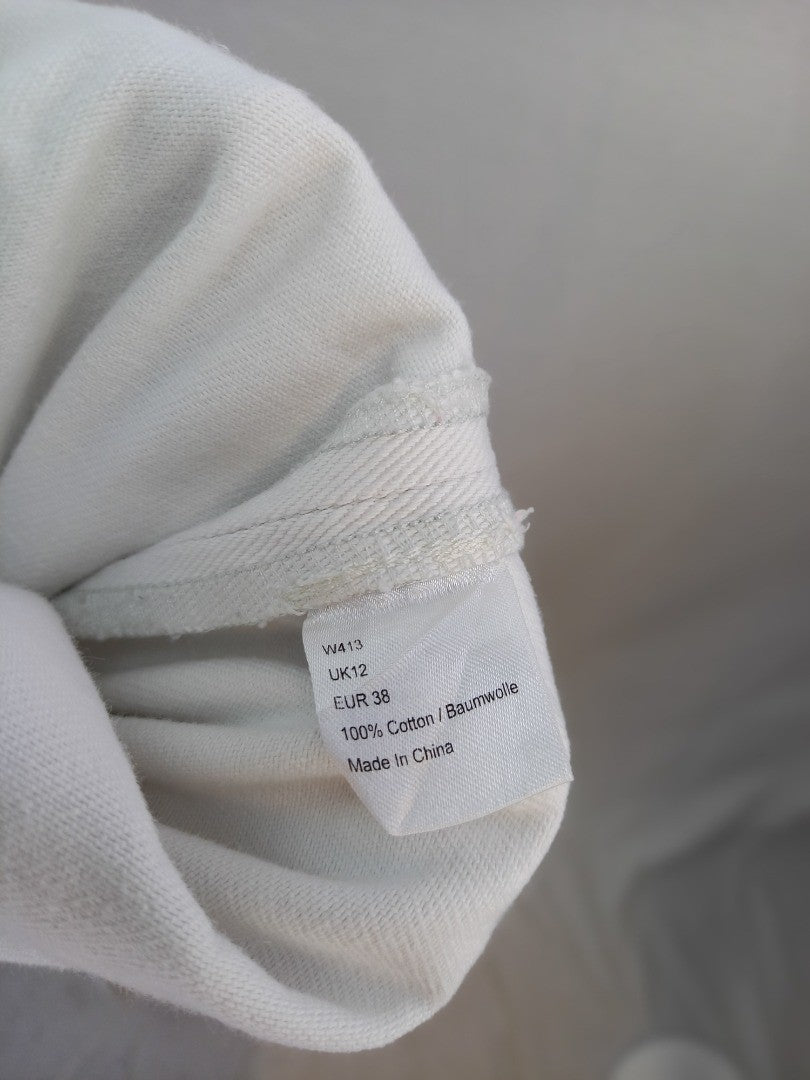 W413
UK12
EUR 38
100% Cotton / Baumwolle
Made In China